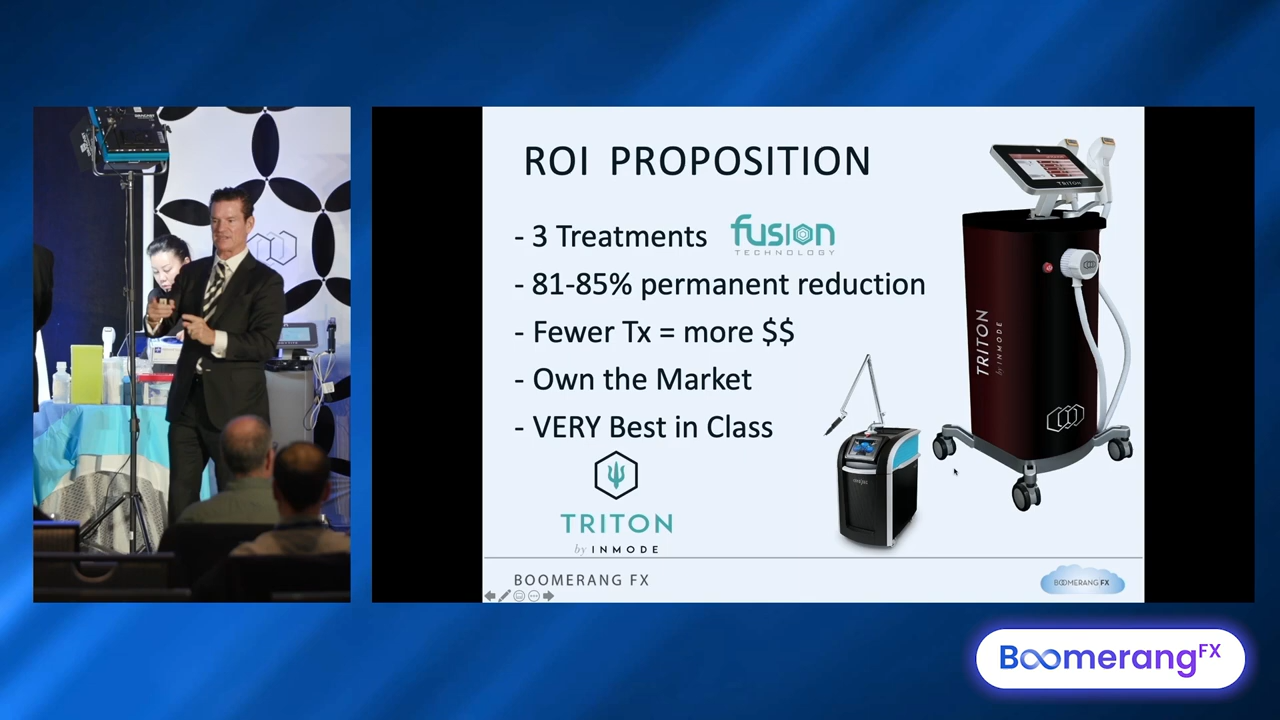 ROI PROPOSITION
- 3 Treatments
fusion
TECHNOLOGY
- 81-85% permanent reduction
- Fewer Tx = more $$
- Own the Market
- VERY Best in Class
TRITON
by INMODE
TRITON
TRITON
by INMODE
BOOMERANG FX
BOOMERANG FX
BoomerangFX